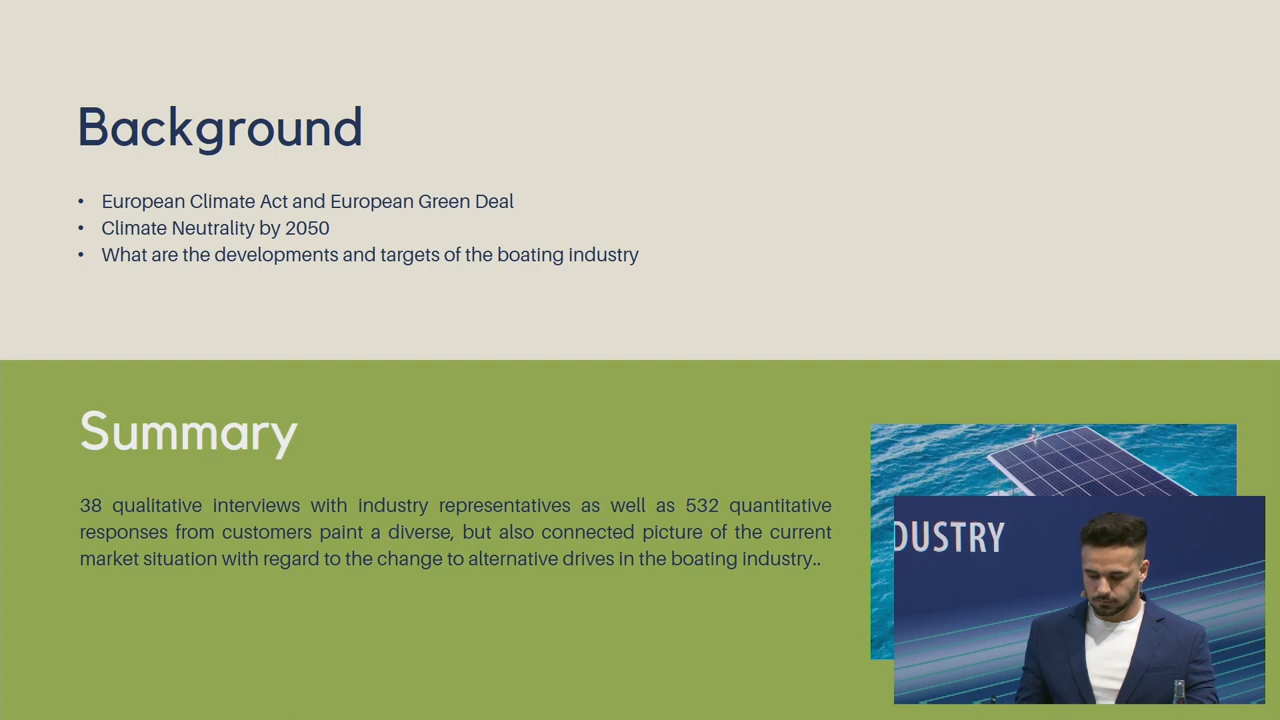 Background
• European Climate Act and European Green Deal
• Climate Neutrality by 2050
• What are the developments and targets of the boating industry
Summary
38 qualitative interviews with industry representatives as well as 532 quantitative
responses from customers paint a diverse, but also connected picture of the current
market situation with regard to the change to alternative drives in the boating industry..
DUSTRY